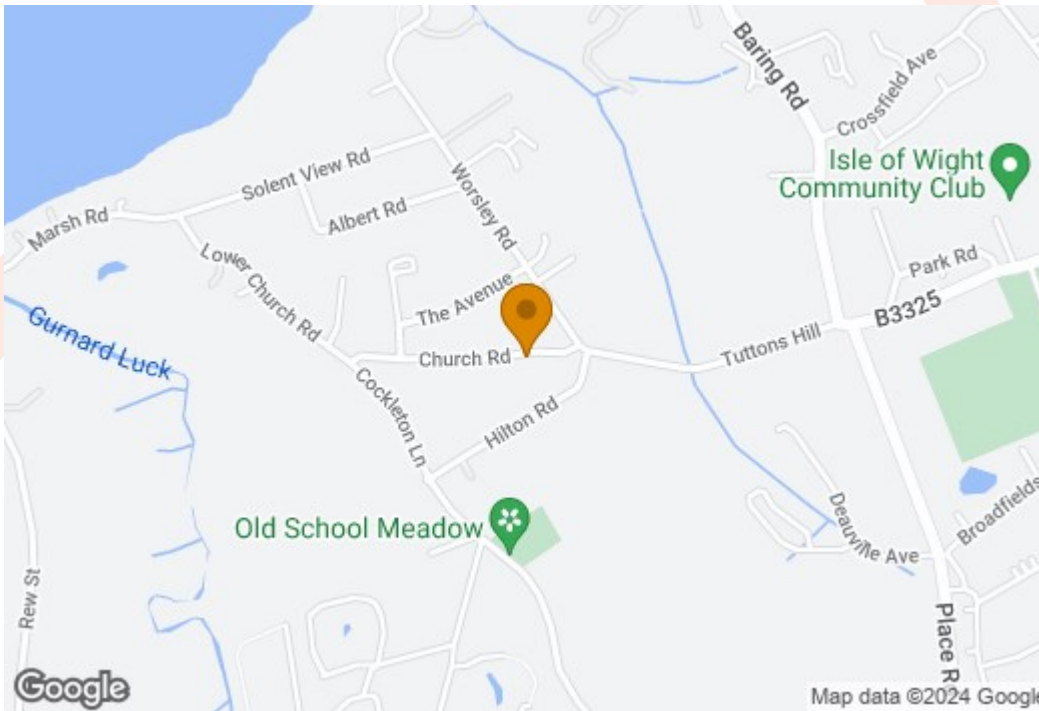 Baring Rd
Crossfield Ave
Isle of Wight
Community Club
Solent View Rd
Worsley Rd
Marsh Rd
Albert Rd
Lower Church Rd
Park Rd
The Avenue
B3325
Gurnard Luck
Tuttons Hill
Church Rd
Cockleton Ln
Hilton Rd
Old School Meadow
Deauville Ave
Broadfields
Rew St
Place R
Google
Map data ©2024 Google